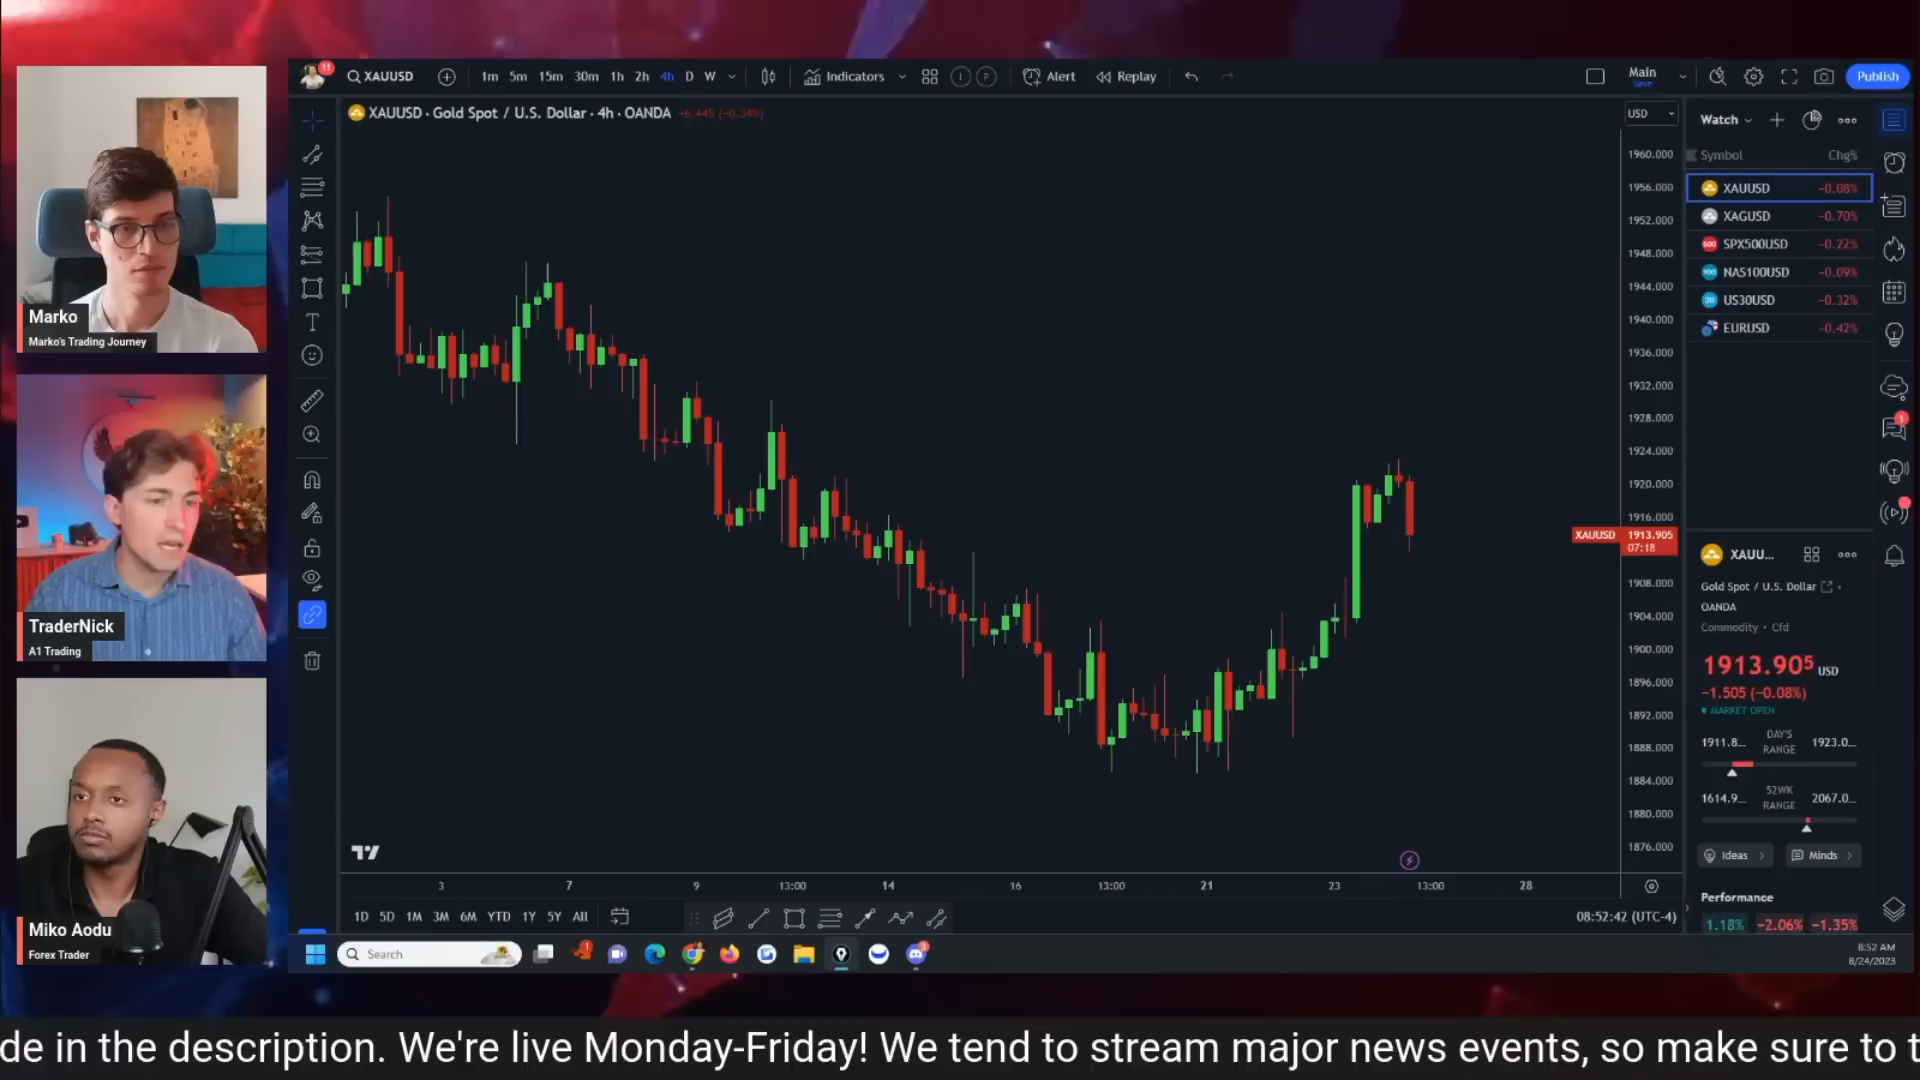 11
XAUUSD
1m 5m 15m 30m 1h 2h 4h D W
Indicators
Alert
Replay
Main
Save
Publish
XAUUSD · Gold Spot / U.S. Dollar · 4h · OANDA −6.445 (−0.34%)
USD
1960.000
1956.000
1952.000
1948.000
1944.000
1940.000
1936.000
1932.000
1928.000
1924.000
1920.000
1916.000
XAUUSD 1913.905
07:18
1908.000
1904.000
1900.000
1896.000
1892.000
1888.000
1884.000
1880.000
1876.000
3 7 9 13:00 14 16 13:00 21 23 13:00 28
1D 5D 1M 3M 6M YTD 1Y 5Y All
08:52:42 (UTC-4)
Watch
Symbol Chg%
XAUUSD −0.08%
XAGUSD −0.70%
SPX500USD −0.22%
NAS100USD −0.09%
US30USD −0.32%
EURUSD −0.42%
XAUU...
Gold Spot / U.S. Dollar
OANDA
Commodity • Cfd
1913.905 USD
−1.505 (−0.08%)
MARKET OPEN
1911.8... DAY'S RANGE 1923.0...
1614.9... 52WK RANGE 2067.0...
Ideas
Minds
Performance
1.18% −2.06% −1.35%
Search
8:52 AM
8/24/2023
Marko
Marko's Trading Journey
TraderNick
A1 Trading
Miko Aodu
Forex Trader
de in the description. We're live Monday-Friday! We tend to stream major news events, so make sure to t